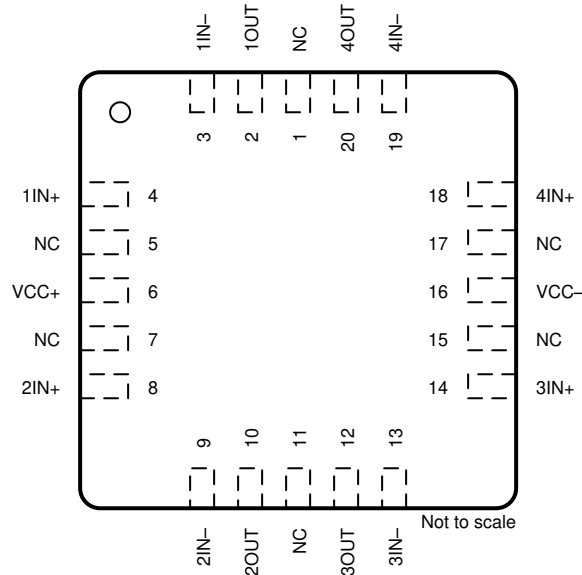 1IN–
1OUT
NC
4OUT
4IN–
3
2
1
20
19
1IN+ 4
NC 5
VCC+ 6
NC 7
2IN+ 8
18 4IN+
17 NC
16 VCC–
15 NC
14 3IN+
9
10
11
12
13
2IN–
2OUT
NC
3OUT
3IN–
Not to scale